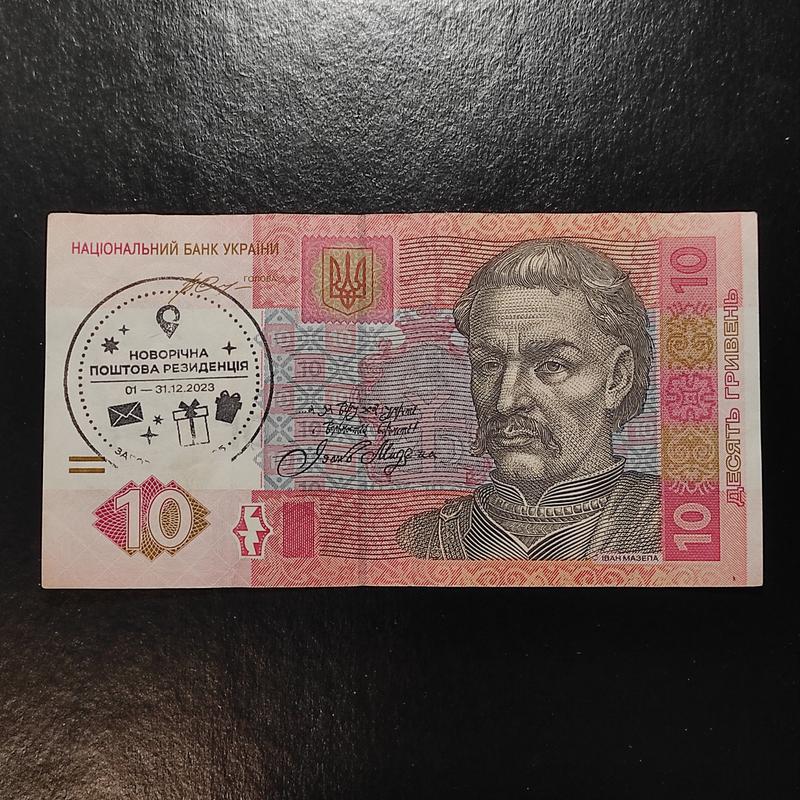 НАЦІОНАЛЬНИЙ БАНК УКРАЇНИ
ГОЛОВА
НОВОРІЧНА
ПОШТОВА РЕЗИДЕНЦІЯ
01 — 31.12.2023
10
ІВАН МАЗЕПА
10
10
ДЕСЯТЬ ГРИВЕНЬ